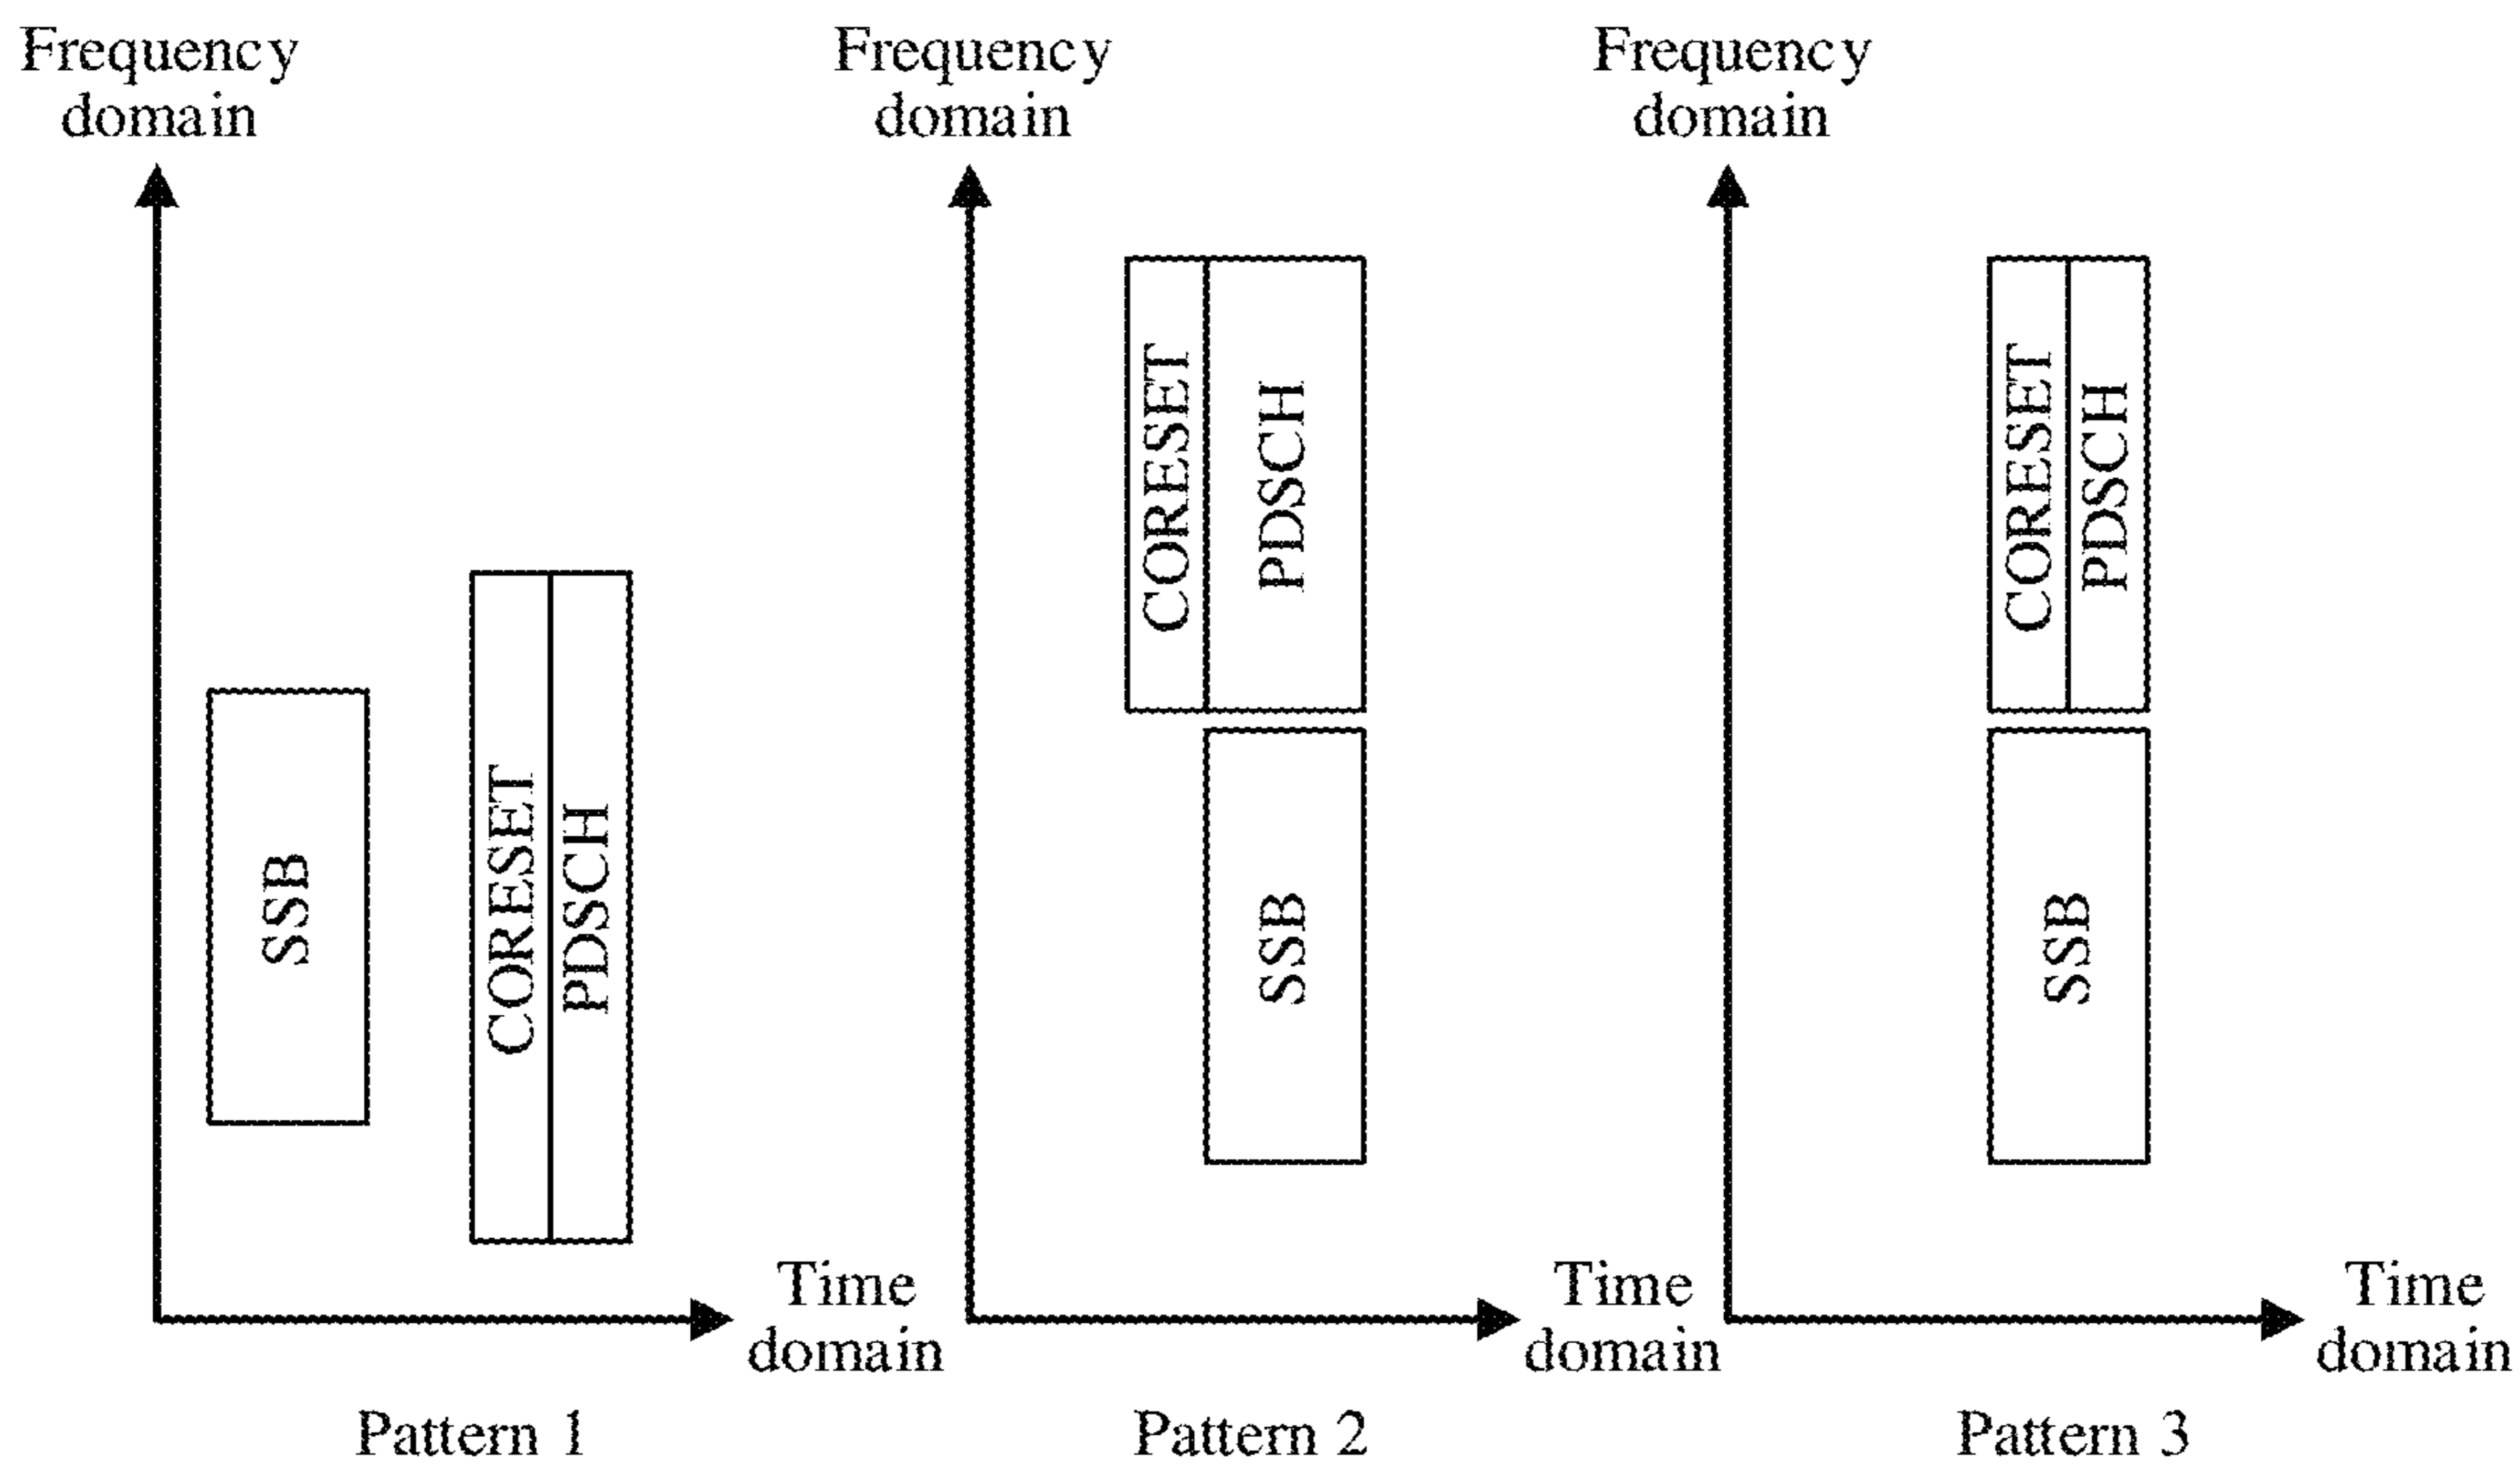 Frequency
domain
SSB
CORESET
PDSCH
Time
domain
Pattern 1
Frequency
domain
CORESET
PDSCH
SSB
Time
domain
Pattern 2
Frequency
domain
CORESET
PDSCH
SSB
Time
domain
Pattern 3